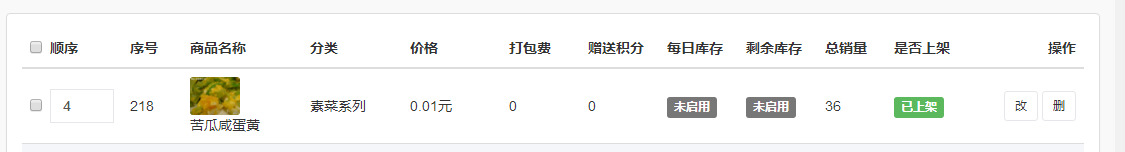 顺序 序号 商品名称 分类 价格 打包费 赠送积分 每日库存 剩余库存 总销量 是否上架 操作
4 218 素菜系列 0.01元 0 0 未启用 未启用 36 已上架 改 删
苦瓜咸蛋黄